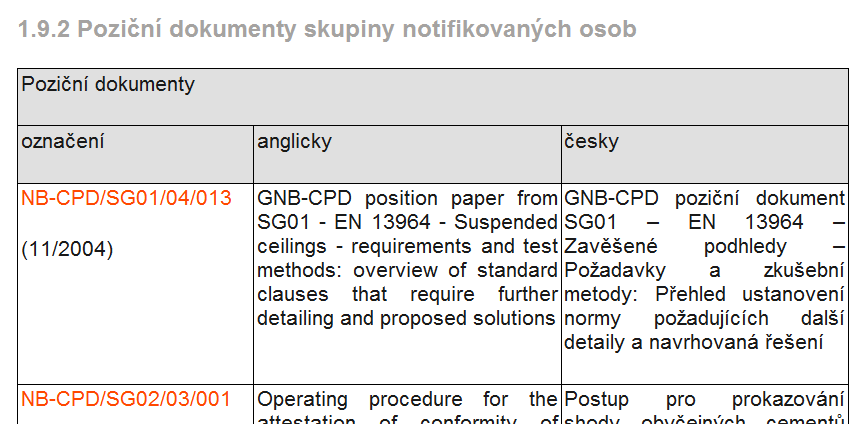 1.9.2 Poziční dokumenty skupiny notifikovaných osob
Poziční dokumenty
označení
anglicky
česky
NB-CPD/SG01/04/013
(11/2004)
GNB-CPD position paper from
SG01 - EN 13964 - Suspended
ceilings - requirements and test
methods: overview of standard
clauses that require further
detailing and proposed solutions
GNB-CPD poziční dokument
SG01 – EN 13964 –
Zavěšené podhledy –
Požadavky a zkušební
metody: Přehled ustanovení
normy požadujících další
detaily a navrhovaná řešení
NB-CPD/SG02/03/001
Operating procedure for the
attestation of conformity of
Postup pro prokazování
shody obyčejných cementů